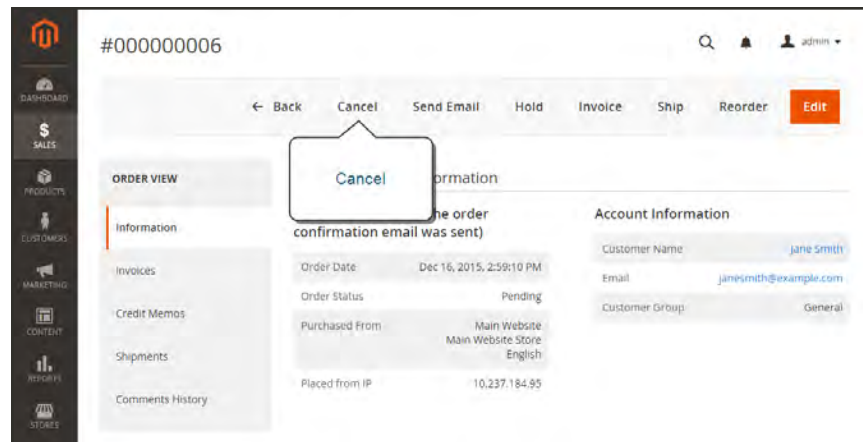 #000000006
admin
DASHBOARD
SALES
PRODUCTS
CUSTOMERS
MARKETING
CONTENT
REPORTS
STORES
Back Cancel Send Email Hold Invoice Ship Reorder Edit
Cancel
ORDER VIEW
Information
Invoices
Credit Memos
Shipments
Comments History
ormation
he order
confirmation email was sent)
Order Date Dec 16, 2015, 2:59:10 PM
Order Status Pending
Purchased From Main Website
Main Website Store
English
Placed from IP 10.237.184.95
Account Information
Customer Name Jane Smith
Email janesmith@example.com
Customer Group General